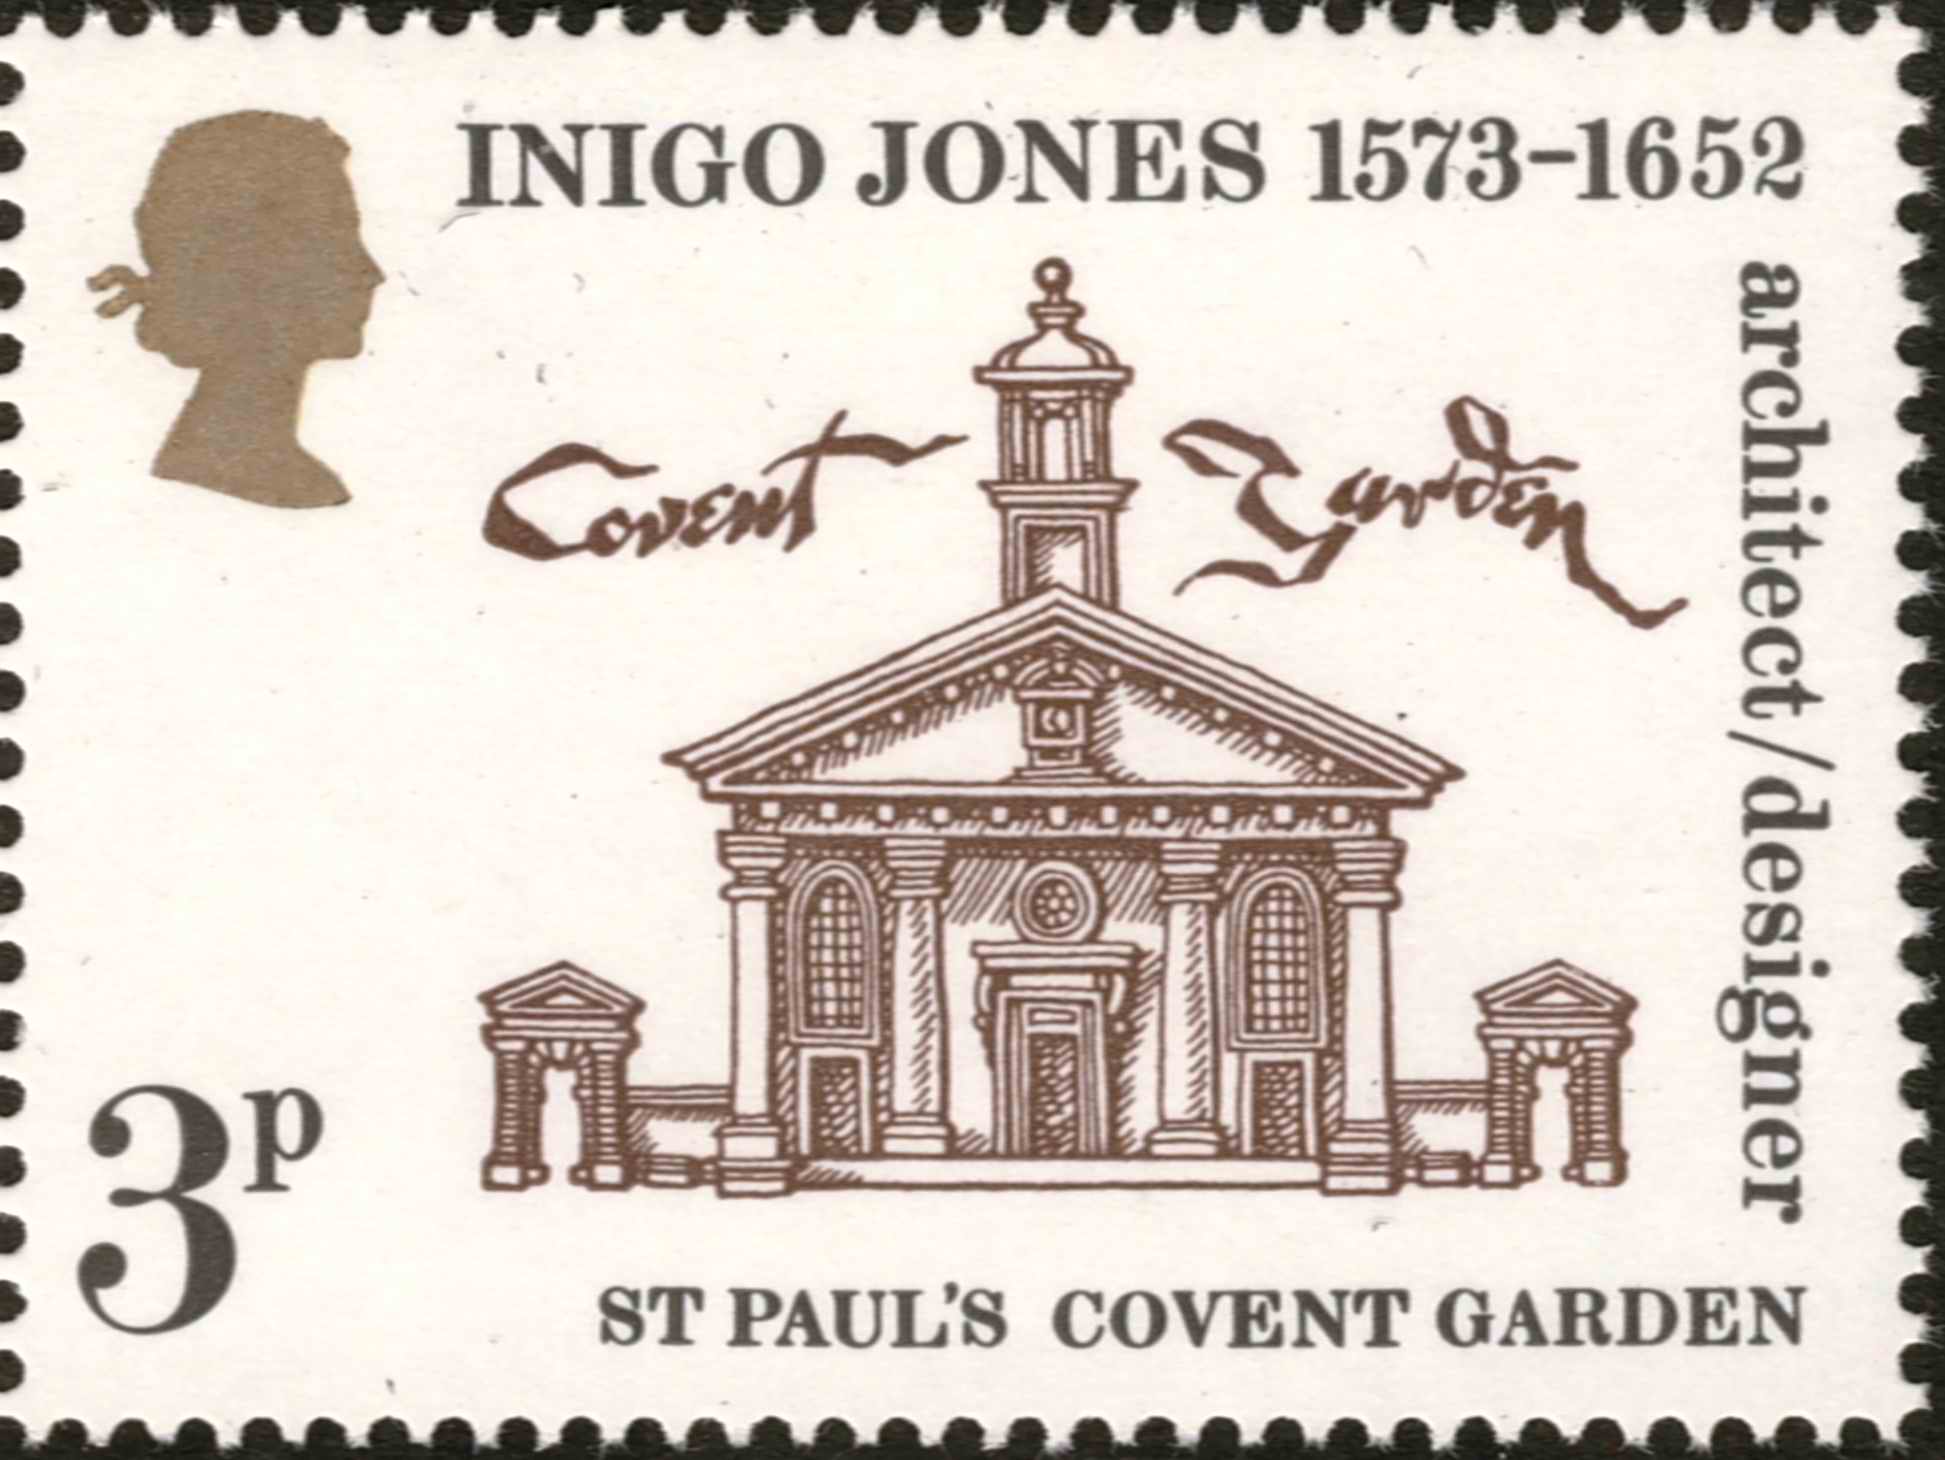 INIGO JONES 1573-1652
architect/designer
Covent Garden
3p
ST PAUL'S COVENT GARDEN